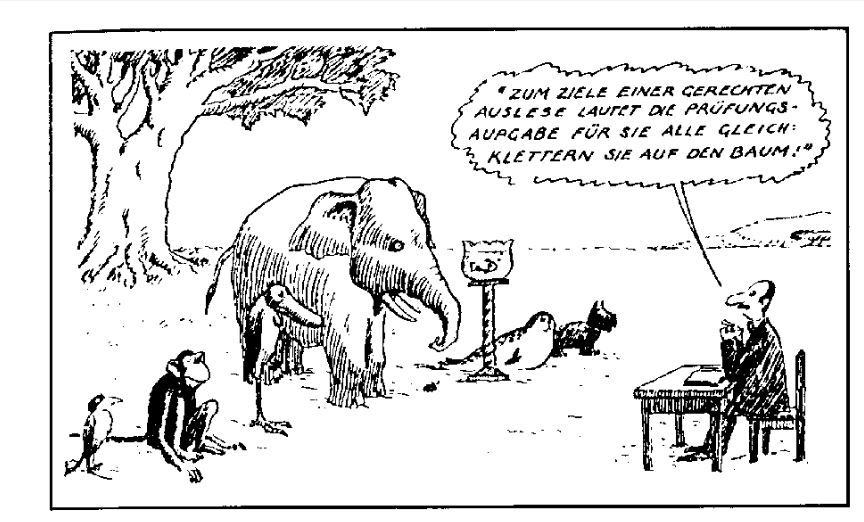 "ZUM ZIELE EINER GERECHTEN
AUSLESE LAUTET DIE PRÜFUNGS-
AUFGABE FÜR SIE ALLE GLEICH:
KLETTERN SIE AUF DEN BAUM!"